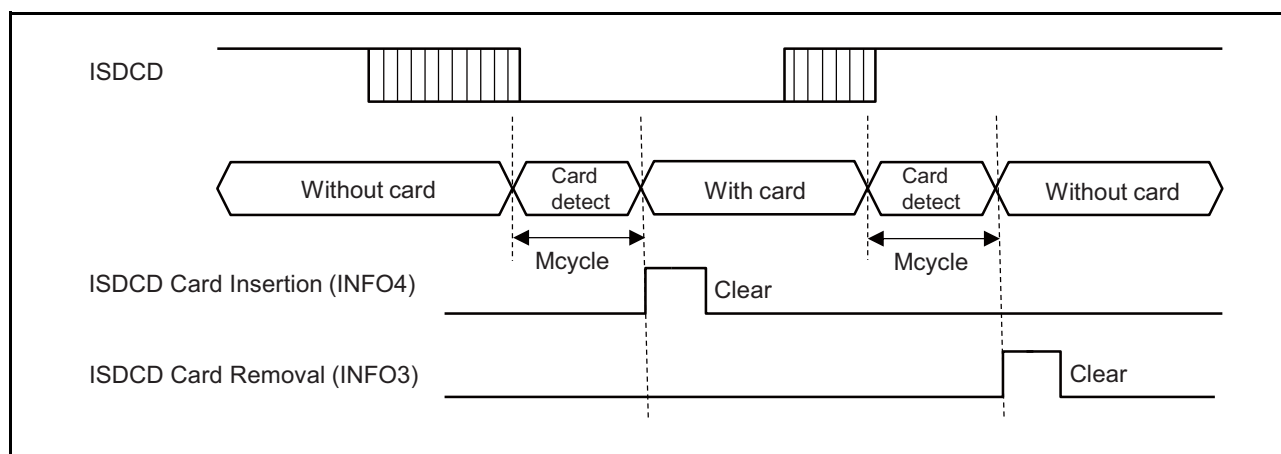 ISDCD
Without card
Card
detect
With card
Card
detect
Without card
Mcycle
Mcycle
ISDCD Card Insertion (INFO4)
Clear
ISDCD Card Removal (INFO3)
Clear